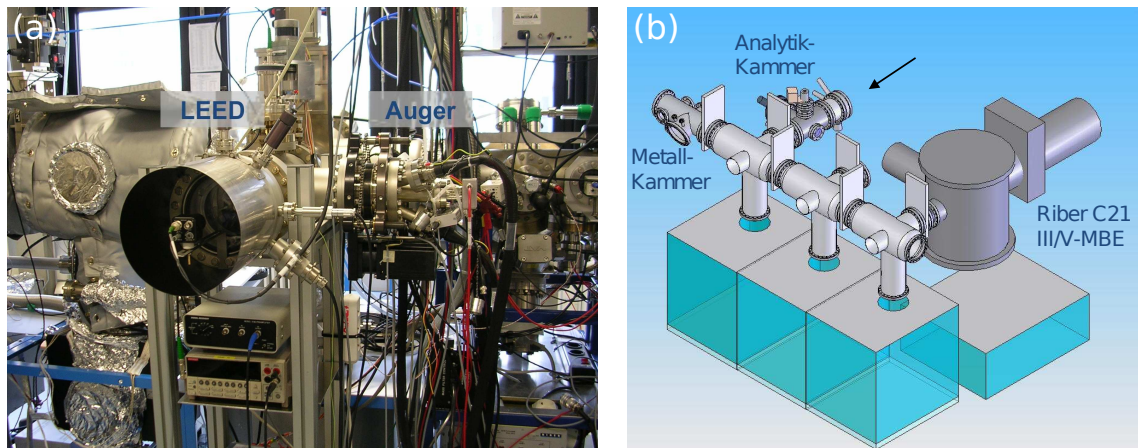 (a)
LEED
Auger
(b)
Analytik-
Kammer
Metall-
Kammer
Riber C21
III/V-MBE